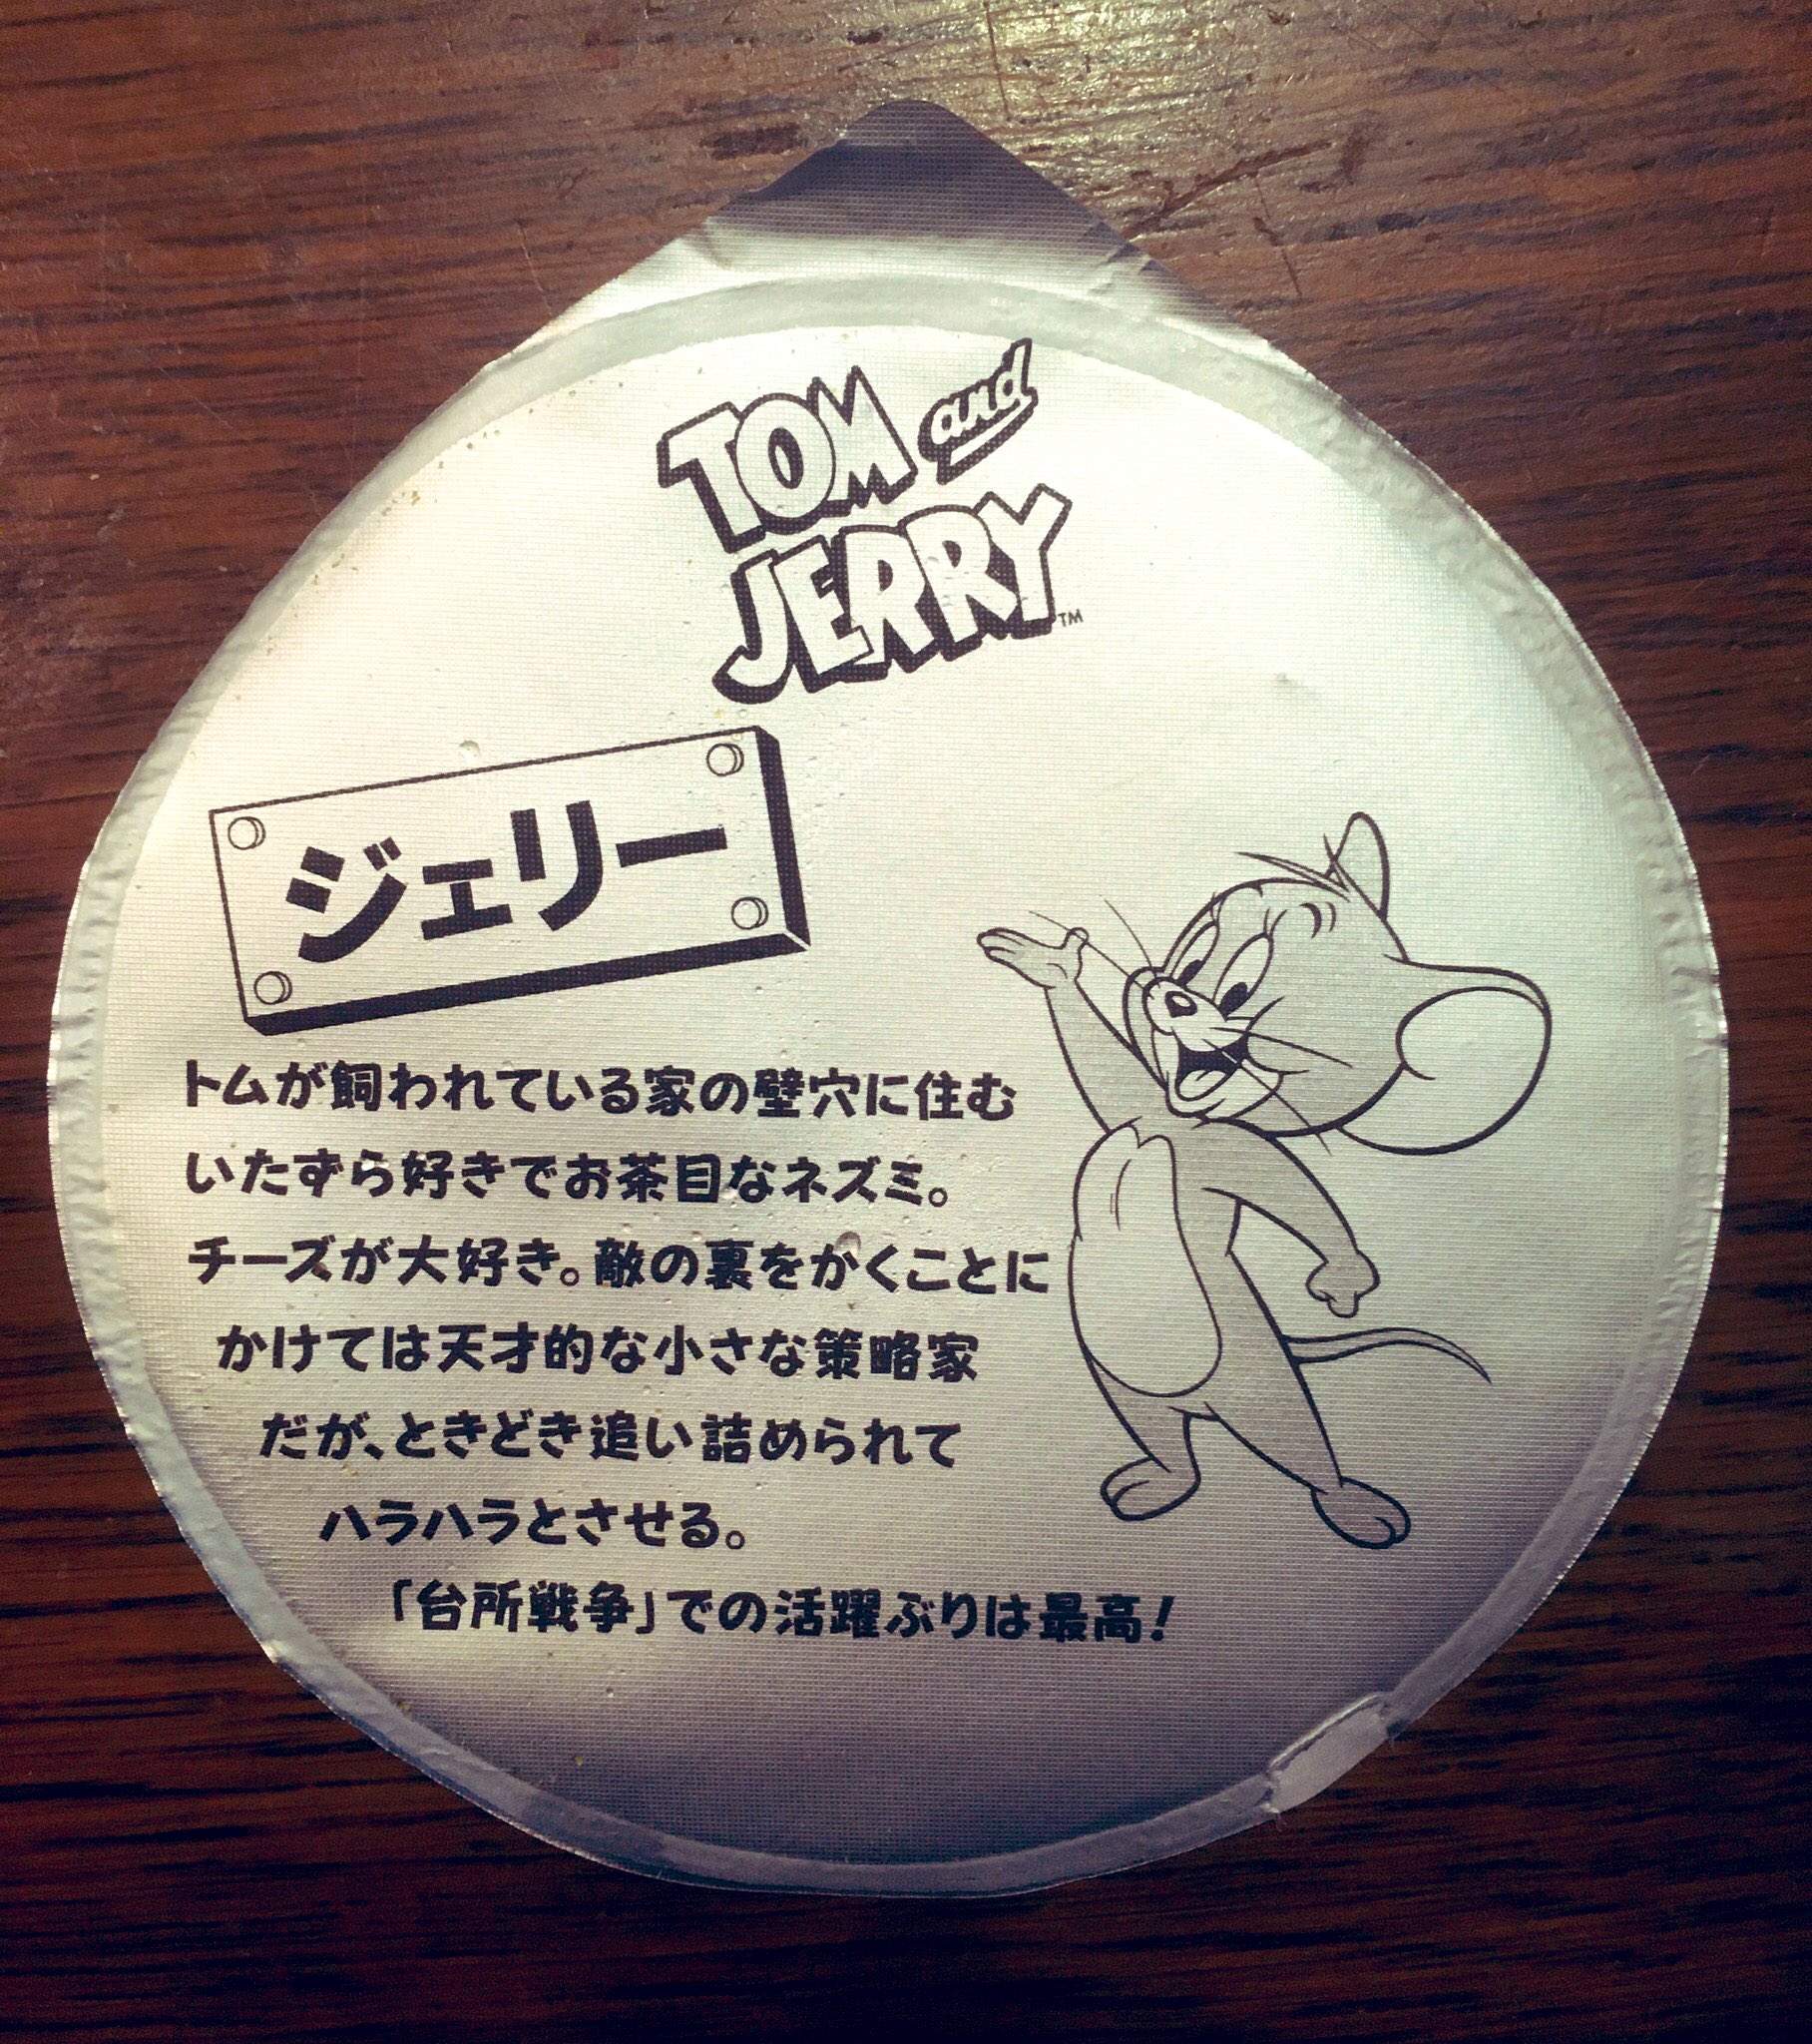 TOM and
JERRY™
ジェリー
トムが飼われている家の壁穴に住む
いたずら好きでお茶目なネズミ。
チーズが大好き。敵の裏をかくことに
かけては天才的な小さな策略家
だが、ときどき追い詰められて
ハラハラとさせる。
「台所戦争」での活躍ぶりは最高!